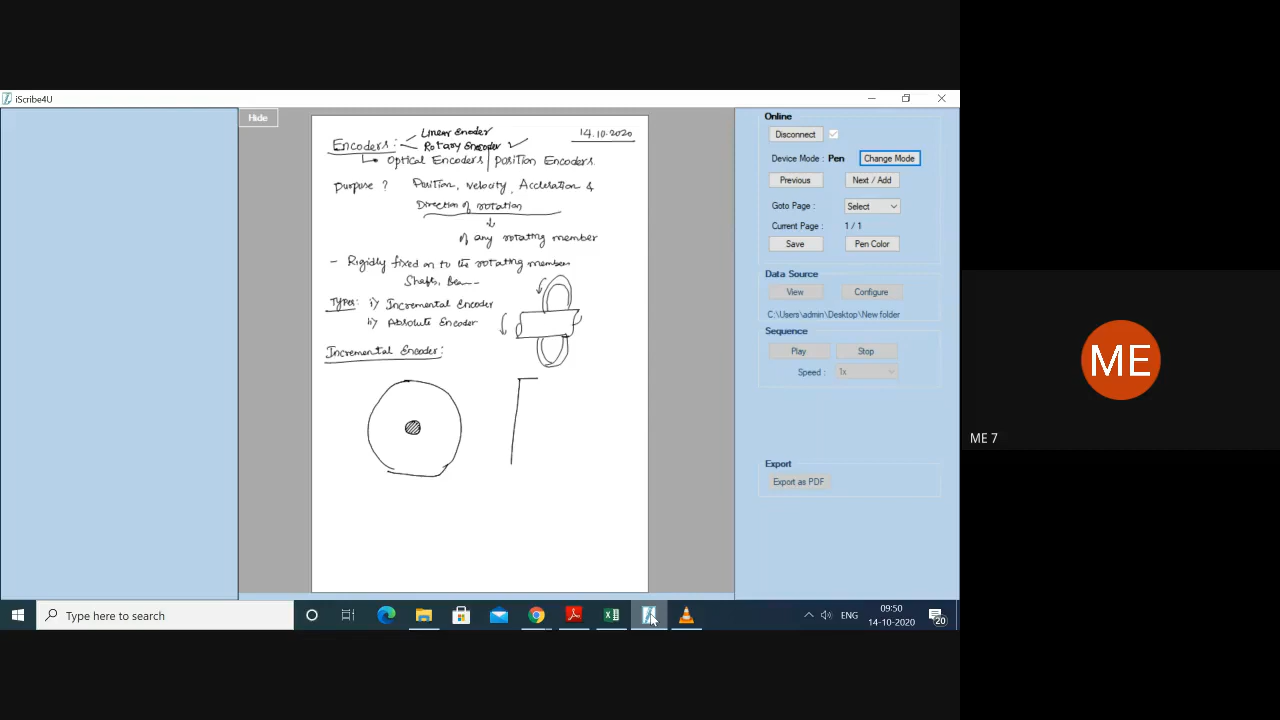 iScribe4U
Hide
14.10.2020
Linear Encoder
Encoders:
Rotary Encoder
Optical Encoders | Position Encoders.
Purpose ? Position, Velocity, Acceleration &
Direction of rotation
of any rotating member
- Rigidly fixed on to the rotating member
Shafts,
Types: i) Incremental Encoder
ii) Absolute Encoder
Incremental Encoder:
Online
Disconnect
Device Mode : Pen Change Mode
Previous Next / Add
Goto Page : Select
Current Page : 1 / 1
Save Pen Color
Data Source
View Configure
C:\Users\admin\Desktop\New folder
Sequence
Play Stop
Speed : 1x
Export
Export as PDF
ME
ME 7
Type here to search
ENG
09:50
14-10-2020
20